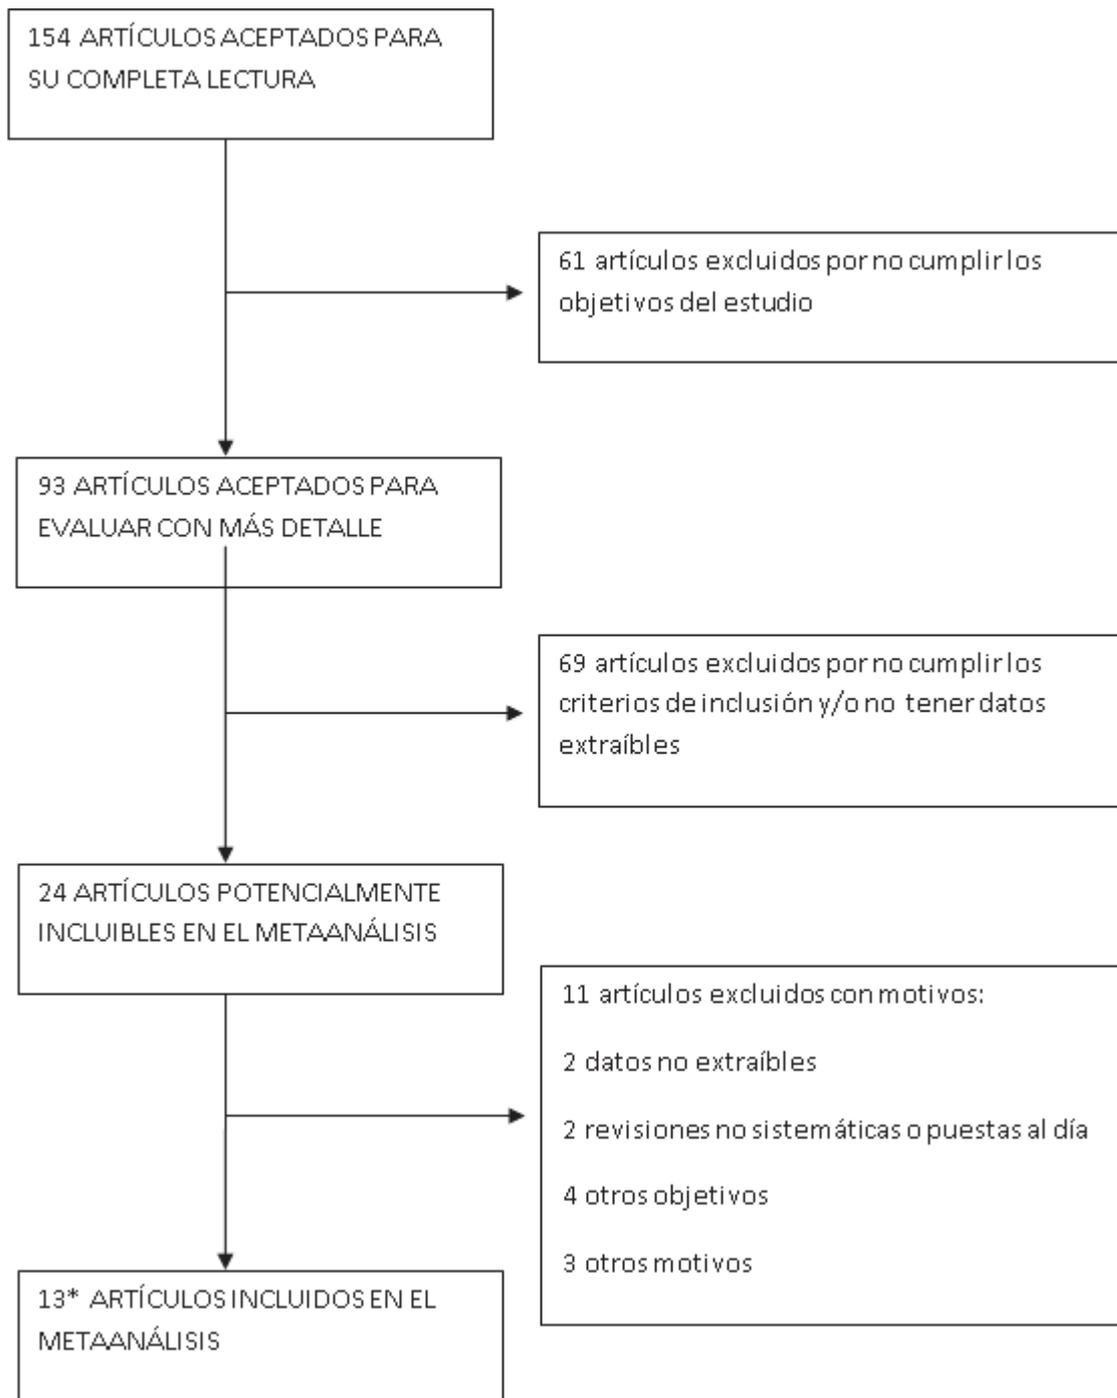 154 ARTÍCULOS ACEPTADOS PARA
SU COMPLETA LECTURA
61 artículos excluidos por no cumplir los
objetivos del estudio
93 ARTÍCULOS ACEPTADOS PARA
EVALUAR CON MÁS DETALLE
69 artículos excluidos por no cumplir los
criterios de inclusión y/o no tener datos
extraíbles
24 ARTÍCULOS POTENCIALMENTE
INCLUIBLES EN EL METAANÁLISIS
11 artículos excluidos con motivos:
2 datos no extraíbles
2 revisiones no sistemáticas o puestas al día
4 otros objetivos
3 otros motivos
13* ARTÍCULOS INCLUIDOS EN EL
METAANÁLISIS